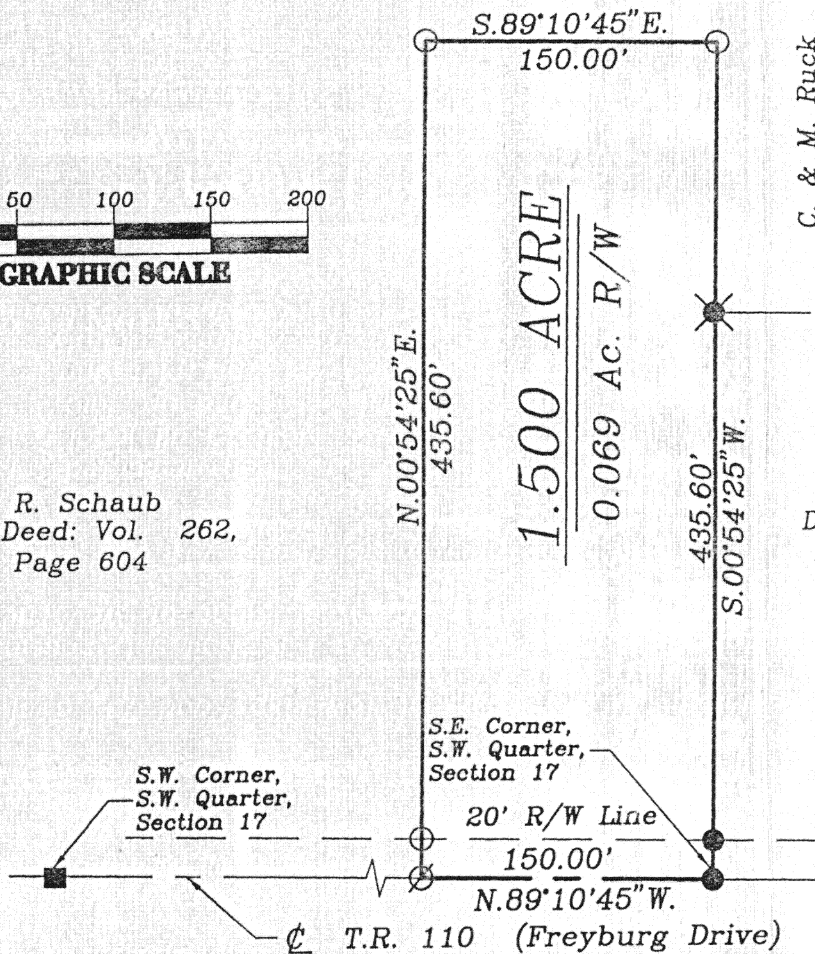 S.89°10'45"E.
150.00'
C. & M. Ruck
50 100 150 200
GRAPHIC SCALE
1.500 ACRE
0.069 Ac. R/W
N.00°54'25"E.
435.60'
435.60'
S.00°54'25"W.
R. Schaub
Deed: Vol. 262,
Page 604
D
S.E. Corner,
S.W. Quarter,
Section 17
S.W. Corner,
S.W. Quarter,
Section 17
20' R/W Line
150.00'
N.89°10'45"W.
℄ T.R. 110 (Freyburg Drive)